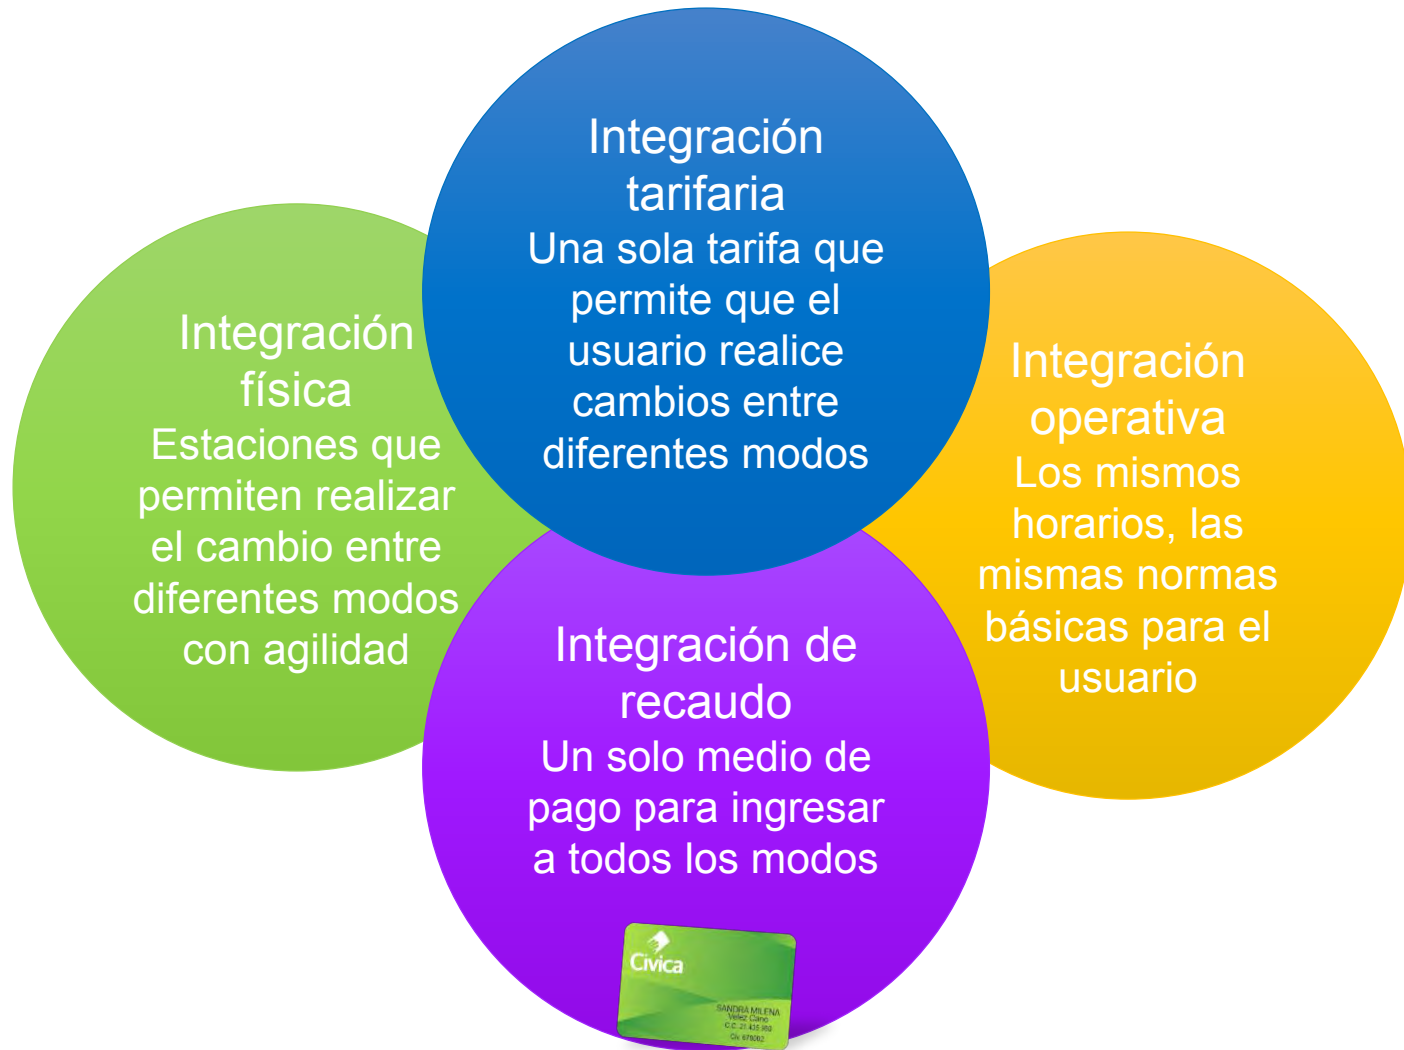 Integración
tarifaria
Una sola tarifa que
permite que el
usuario realice
cambios entre
diferentes modos
Integración
física
Estaciones que
permiten realizar
el cambio entre
diferentes modos
con agilidad
Integración
operativa
Los mismos
horarios, las
mismas normas
básicas para el
usuario
Integración de
recaudo
Un solo medio de
pago para ingresar
a todos los modos
Cívica
SANDRA MILENA
Velez Cano